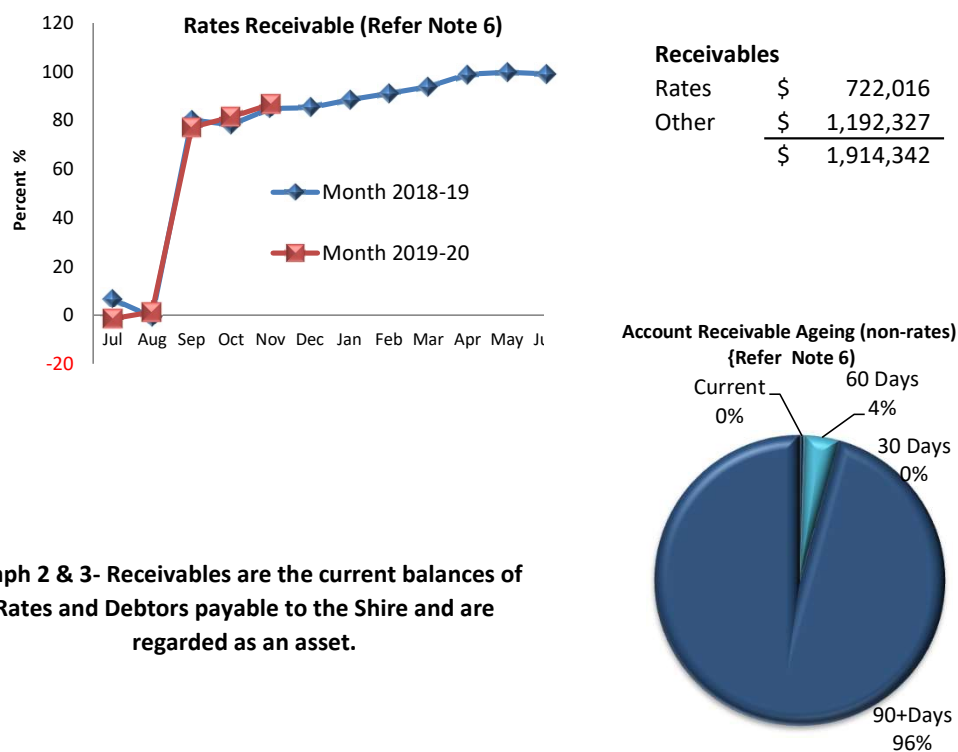 Rates Receivable (Refer Note 6)
120
100
80
60
40
20
0
-20
Percent %
Jul Aug Sep Oct Nov Dec Jan Feb Mar Apr May
Month 2018-19
Month 2019-20
Receivables
Rates $ 722,016
Other $ 1,192,327
$ 1,914,342
Account Receivable Ageing (non-rates)
{Refer Note 6)
Current
0%
60 Days
4%
30 Days
0%
90+Days
96%
2 & 3- Receivables are the current balances of
Rates and Debtors payable to the Shire and are
regarded as an asset.